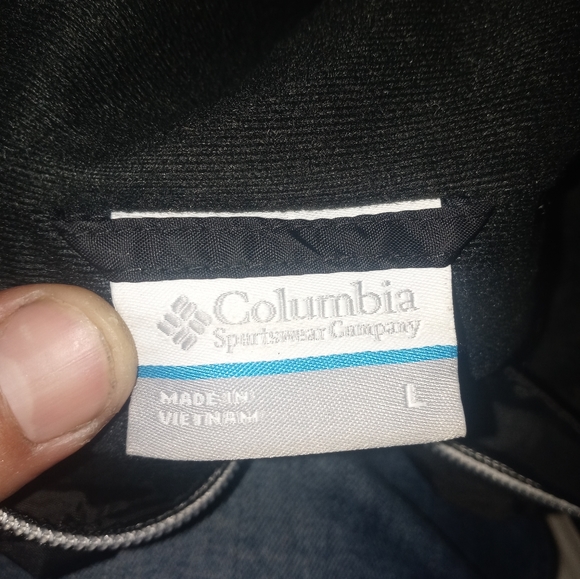 Columbia
Sportswear Company
MADE IN
VIETNAM
L